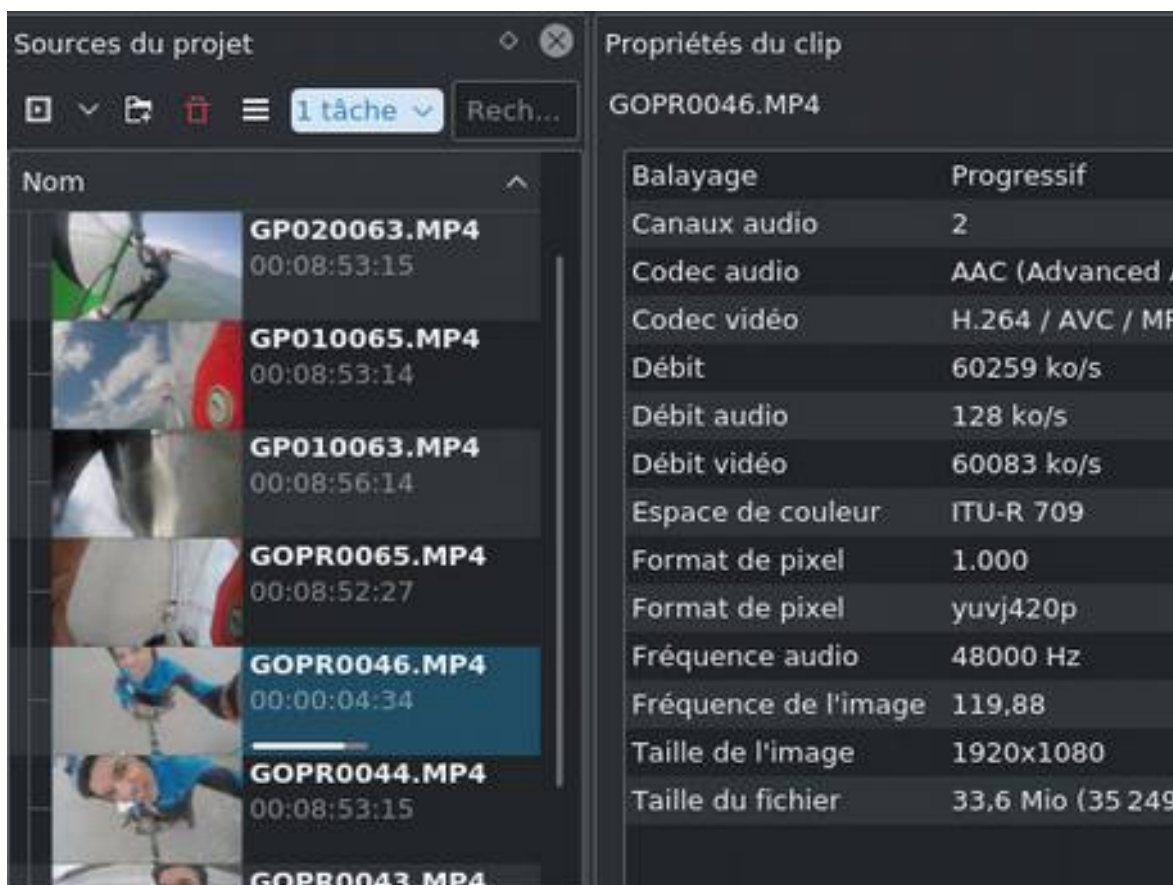 Sources du projet
1 tâche
Rech...
Nom
GP020063.MP4
00:08:53:15
GP010065.MP4
00:08:53:14
GP010063.MP4
00:08:56:14
GOPR0065.MP4
00:08:52:27
GOPR0046.MP4
00:00:04:34
GOPR0044.MP4
00:08:53:15
GOPR0043.MP4
Propriétés du clip
GOPR0046.MP4
Balayage Progressif
Canaux audio 2
Codec audio AAC (Advanced
Codec vidéo H.264 / AVC /
Débit 60259 ko/s
Débit audio 128 ko/s
Débit vidéo 60083 ko/s
Espace de couleur ITU-R 709
Format de pixel 1.000
Format de pixel yuvj420p
Fréquence audio 48000 Hz
Fréquence de l'image 119,88
Taille de l'image 1920x1080
Taille du fichier 33,6 Mio (35 249